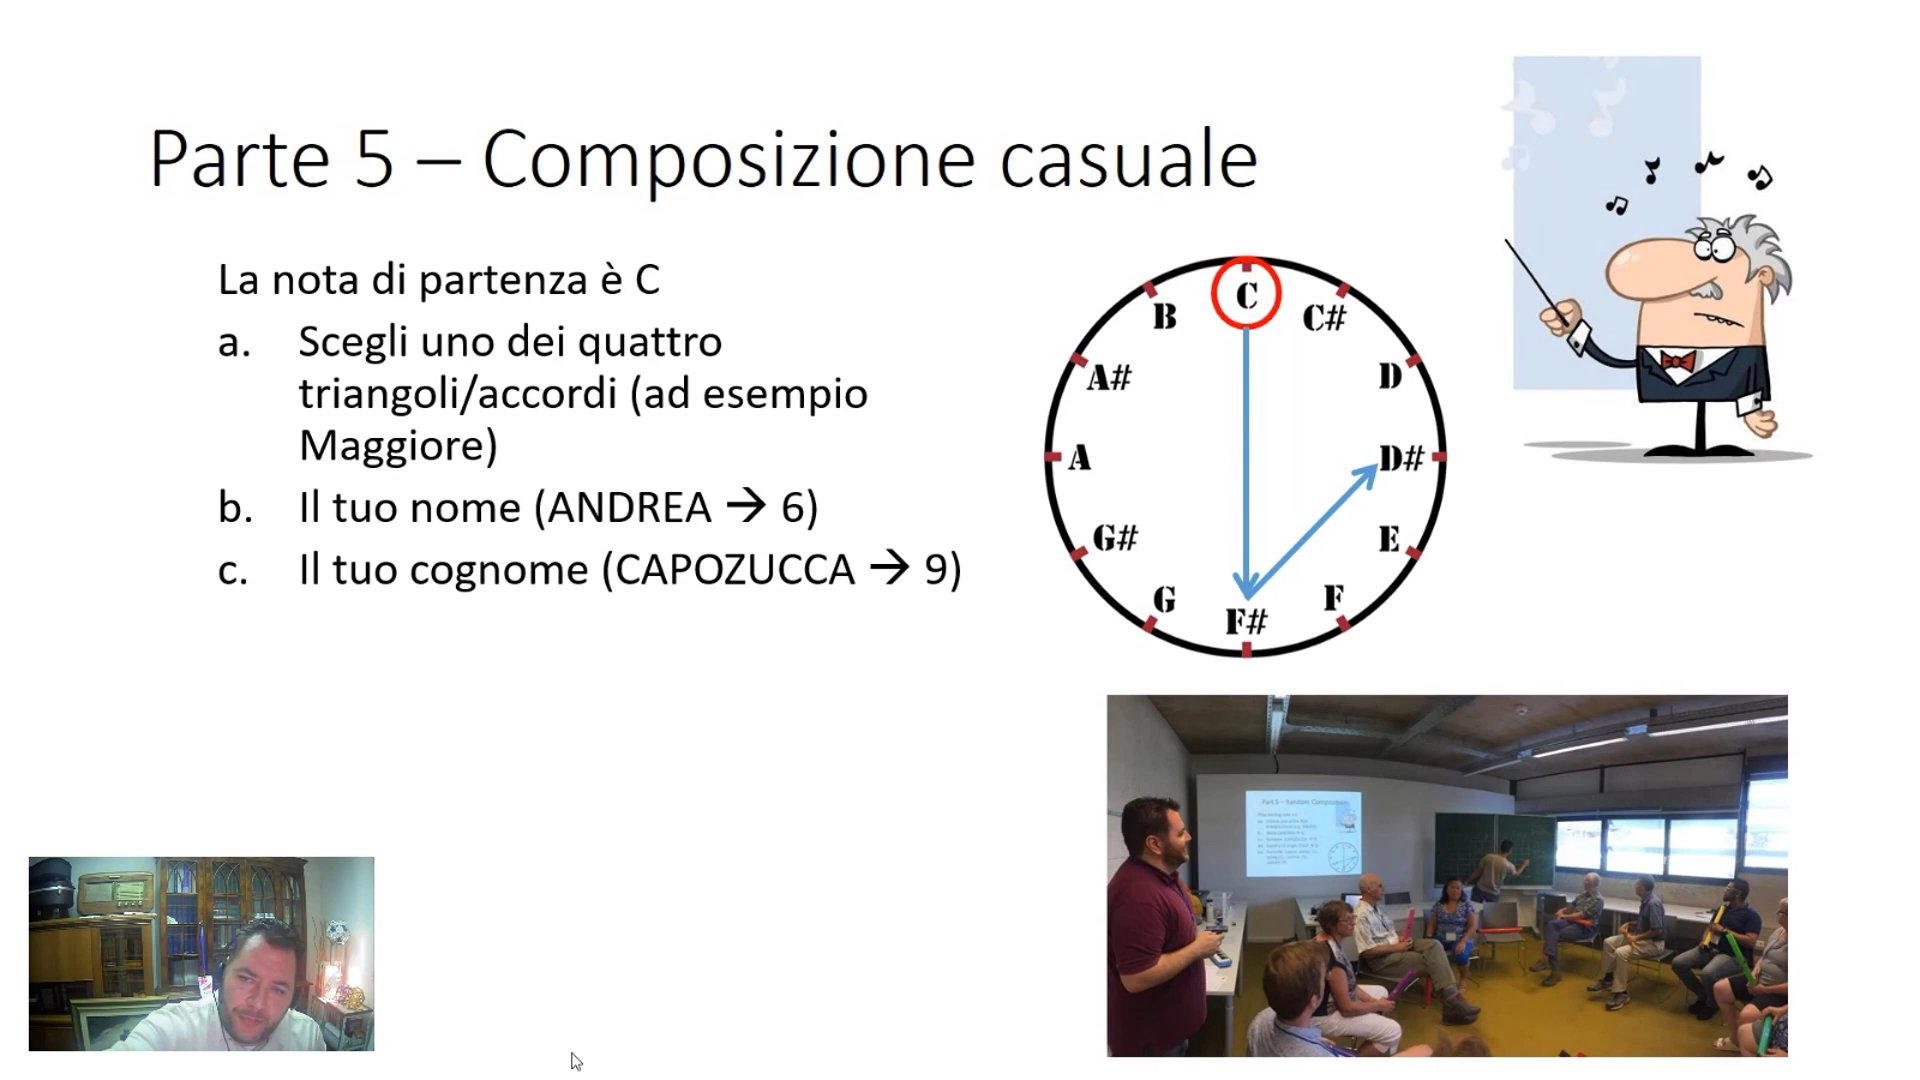 Parte 5 – Composizione casuale
La nota di partenza è C
a. Scegli uno dei quattro
triangoli/accordi (ad esempio
Maggiore)
b. Il tuo nome (ANDREA → 6)
c. Il tuo cognome (CAPOZUCCA → 9)
C
C#
D
D#
E
F
F#
G
G#
A
A#
B